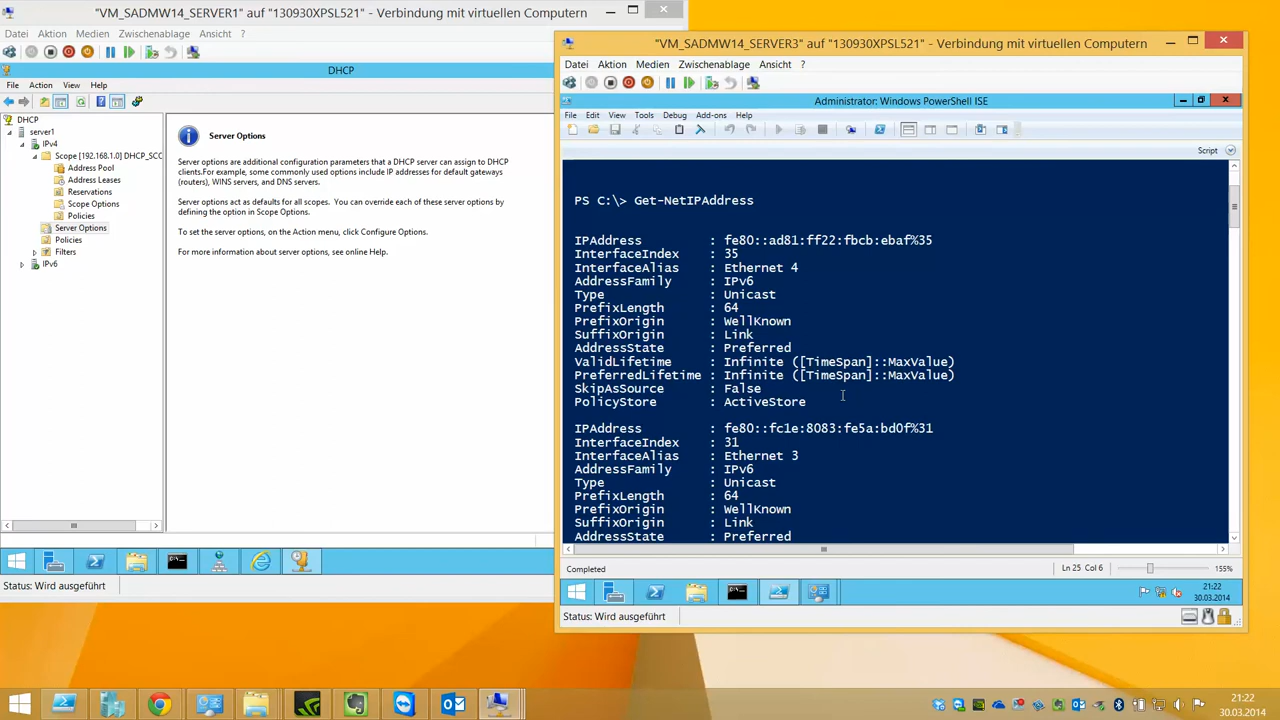 "VM_SADMW14_SERVER1" auf "130930XPSL521" - Verbindung mit virtuellen Computern
Datei Aktion Medien Zwischenablage Ansicht ?
DHCP
File Action View Help
DHCP
server1
IPv4
Scope [192.168.1.0] DHCP_SCO
Address Pool
Address Leases
Reservations
Scope Options
Policies
Server Options
Policies
Filters
IPv6
Server Options
Server options are additional configuration parameters that a DHCP server can assign to DHCP
clients.For example, some commonly used options include IP addresses for default gateways
(routers), WINS servers, and DNS servers.
Server options act as defaults for all scopes. You can override each of these server options by
defining the option in Scope Options.
To set the server options, on the Action menu, click Configure Options.
For more information about server options, see online Help.
Status: Wird ausgeführt
"VM_SADMW14_SERVER3" auf "130930XPSL521" - Verbindung mit virtuellen Computern
Datei Aktion Medien Zwischenablage Ansicht ?
Administrator: Windows PowerShell ISE
File Edit View Tools Debug Add-ons Help
Script
PS C:\> Get-NetIPAddress
IPAddress : fe80::ad81:ff22:fbcb:ebaf%35
InterfaceIndex : 35
InterfaceAlias : Ethernet 4
AddressFamily : IPv6
Type : Unicast
PrefixLength : 64
PrefixOrigin : WellKnown
SuffixOrigin : Link
AddressState : Preferred
ValidLifetime : Infinite ([TimeSpan]::MaxValue)
PreferredLifetime : Infinite ([TimeSpan]::MaxValue)
SkipAsSource : False
PolicyStore : ActiveStore
IPAddress : fe80::fc1e:8083:fe5a:bd0f%31
InterfaceIndex : 31
InterfaceAlias : Ethernet 3
AddressFamily : IPv6
Type : Unicast
PrefixLength : 64
PrefixOrigin : WellKnown
SuffixOrigin : Link
AddressState : Preferred
Completed
Ln 25 Col 6
155%
21:22
30.03.2014
Status: Wird ausgeführt
21:22
30.03.2014